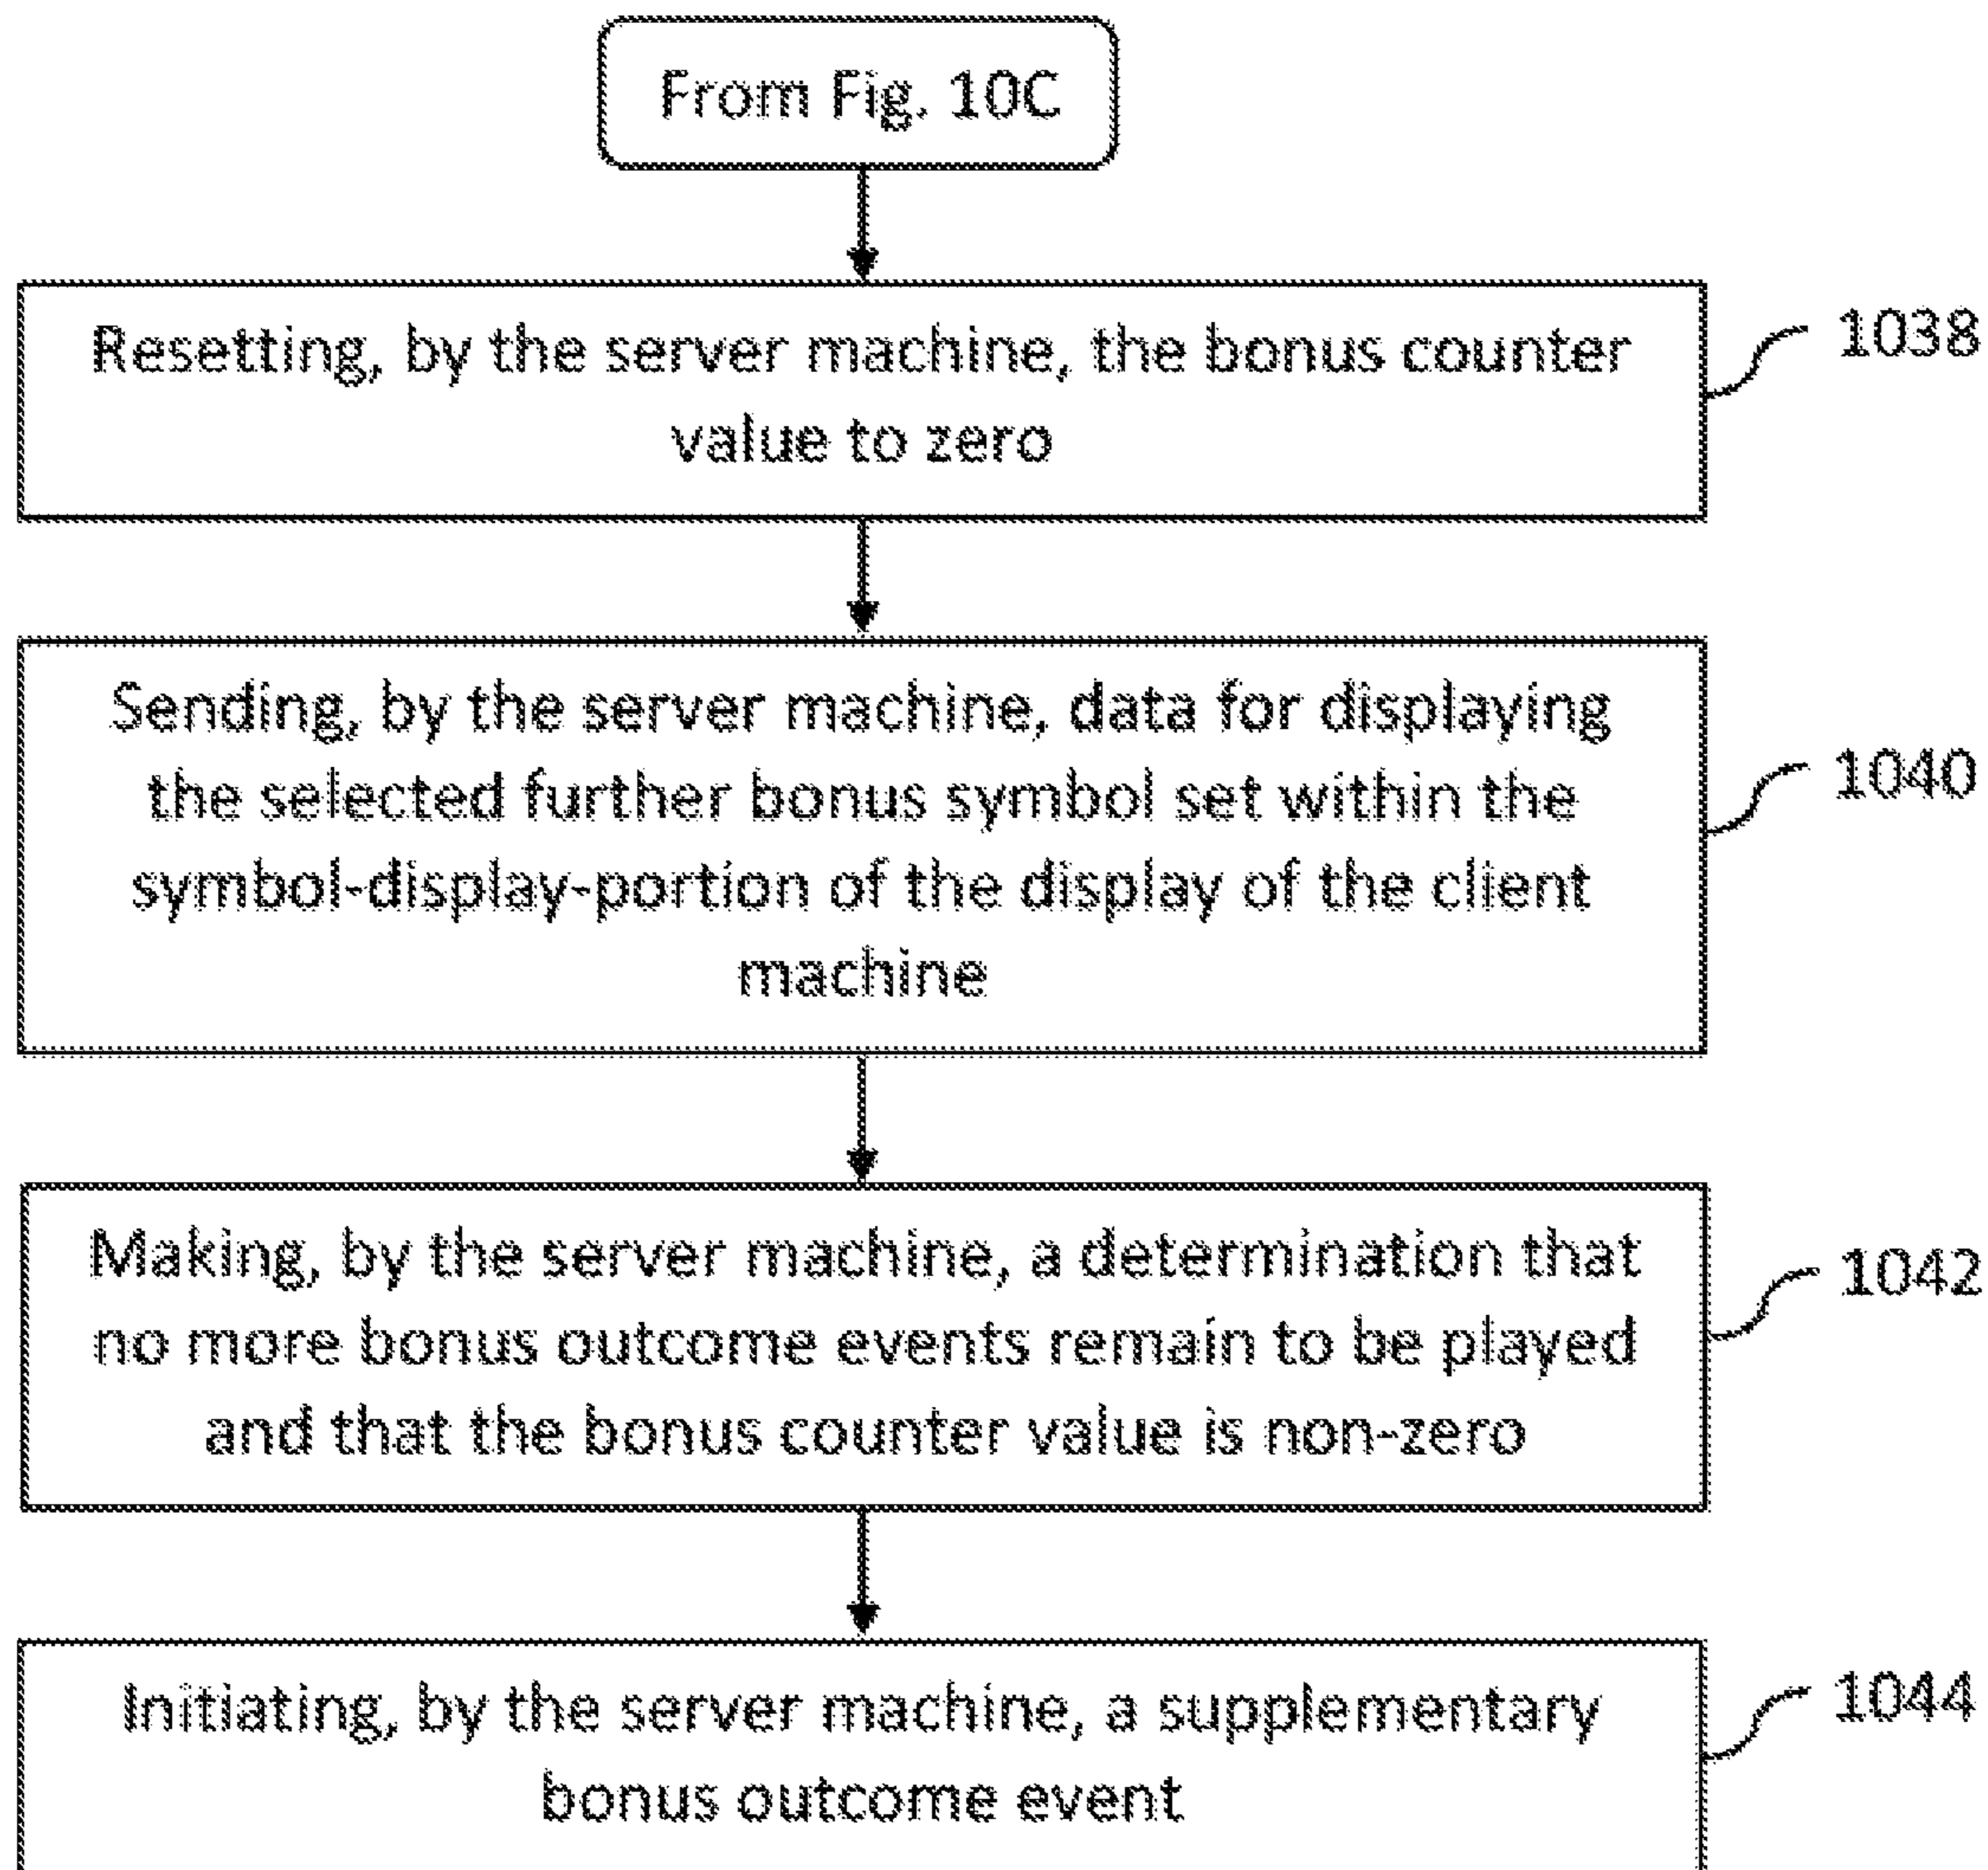 From Fig. 10C
Resetting, by the server machine, the bonus counter
value to zero
1038
Sending, by the server machine, data for displaying
the selected further bonus symbol set within the
symbol-display-portion of the display of the client
machine
1040
Making, by the server machine, a determination that
no more bonus outcome events remain to be played
and that the bonus counter value is non-zero
1042
Initiating, by the server machine, a supplementary
bonus outcome event
1044